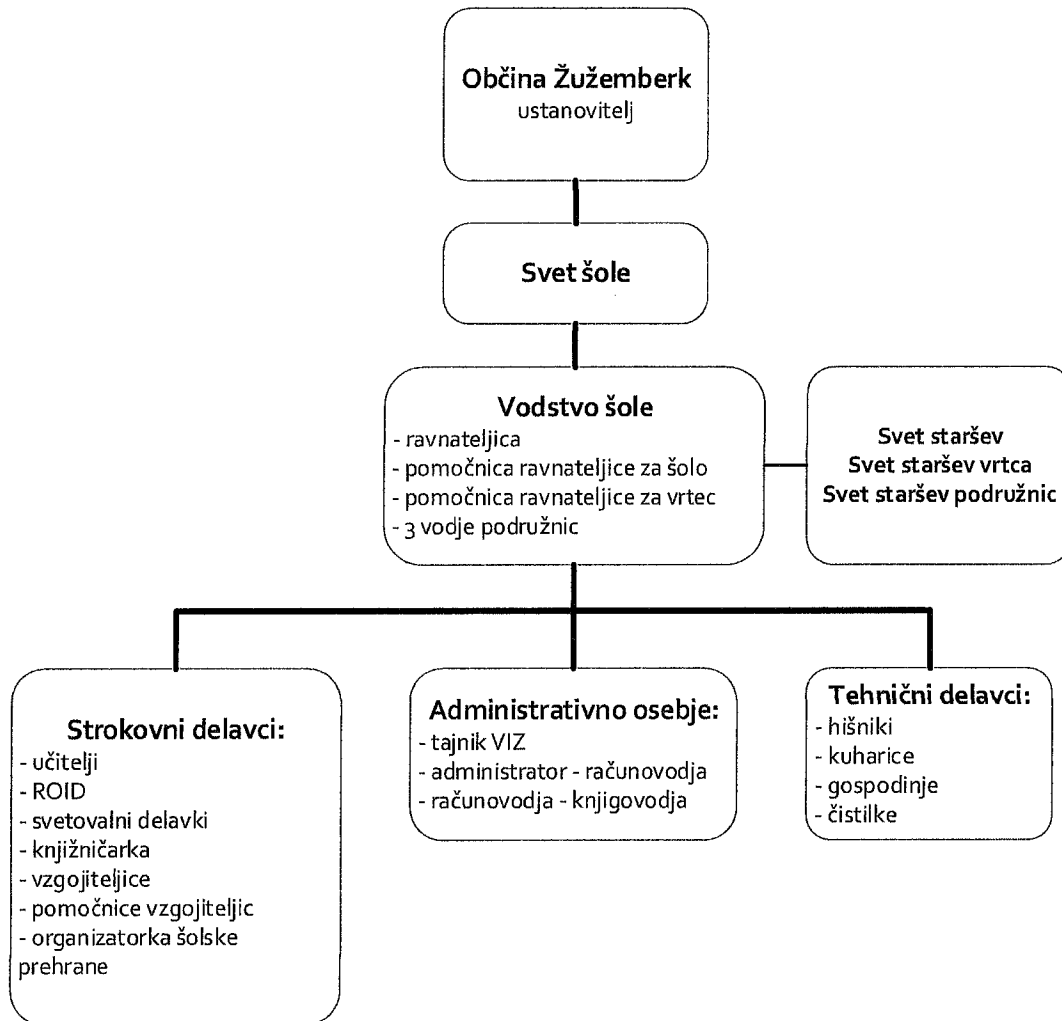 Občina Žužemberk
ustanovitelj
Svet šole
Vodstvo šole
- ravnateljica
- pomočnica ravnateljice za šolo
- pomočnica ravnateljice za vrtec
- 3 vodje podružnic
Svet staršev
Svet staršev vrtca
Svet staršev podružnic
Strokovni delavci:
- učitelji
- ROID
- svetovalni delavki
- knjižničarka
- vzgojiteljice
- pomočnice vzgojiteljic
- organizatorka šolske
prehrane
Administrativno osebje:
- tajnik VIZ
- administrator - računovodja
- računovodja - knjigovodja
Tehnični delavci:
- hišniki
- kuharice
- gospodinje
- čistilke